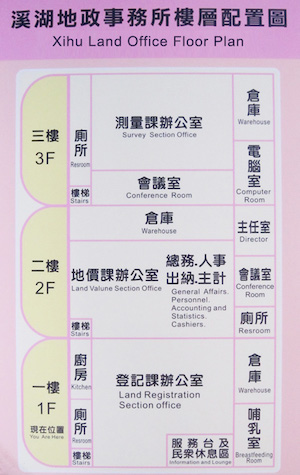 溪湖地政事務所樓層配置圖
Xihu Land Office Floor Plan
三樓
3F
廁所
Resroom
樓梯
Stairs
測量課辦公室
Survey Section Office
會議室
Conference Room
倉庫
Warehouse
電腦室
Computer
Room
二樓
2F
倉庫
Warehouse
地價課辦公室
Land Valune Section Office
樓梯
Stairs
總務.人事
出納.主計
General Affairs.
Personnel.
Accounting and
Statistics.
Cashiers.
主任室
Director
會議室
Conference
Room
廁所
Resroom
一樓
1F
現在位置
You Are Here
廚房
Kitchen
廁所
Resroom
樓梯
Stairs
登記課辦公室
Land Registration
Section office
服務台及
民眾休息區
Information and Lounge
倉庫
Warehouse
哺乳室
Breastfeeding
Room